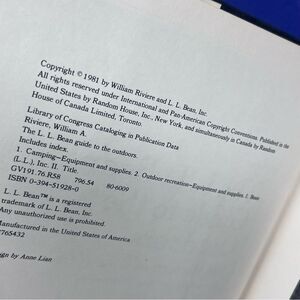 Copyright © 1981 by William Riviere and L. L. Bean, Inc.
All rights reserved under International and Pan-American Copyright Conventions. Published in the
United States by Random House, Inc., New York, and simultaneously in Canada by Random
House of Canada Limited, Toronto.
Library of Congress Cataloging in Publication Data
Riviere, William A.
The L. L. Bean guide to the outdoors.
Includes index.
1. Camping—Equipment and supplies. 2. Outdoor recreation—Equipment and supplies. I. Bean
(L.L.), Inc. II. Title.
GV191.76.R58 796.54 80-6009
ISBN 0-394-51928-0
L. L. Bean™ is a registered
trademark of L. L. Bean, Inc.
Any unauthorized use is prohibited.
Manufactured in the United States of America
765432
sign by Anne Lian